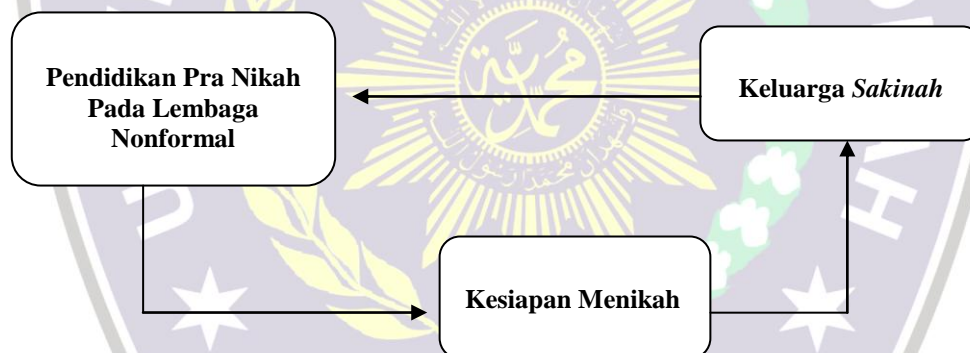 Pendidikan Pra Nikah
Pada Lembaga
Nonformal
Keluarga Sakinah
Kesiapan Menikah